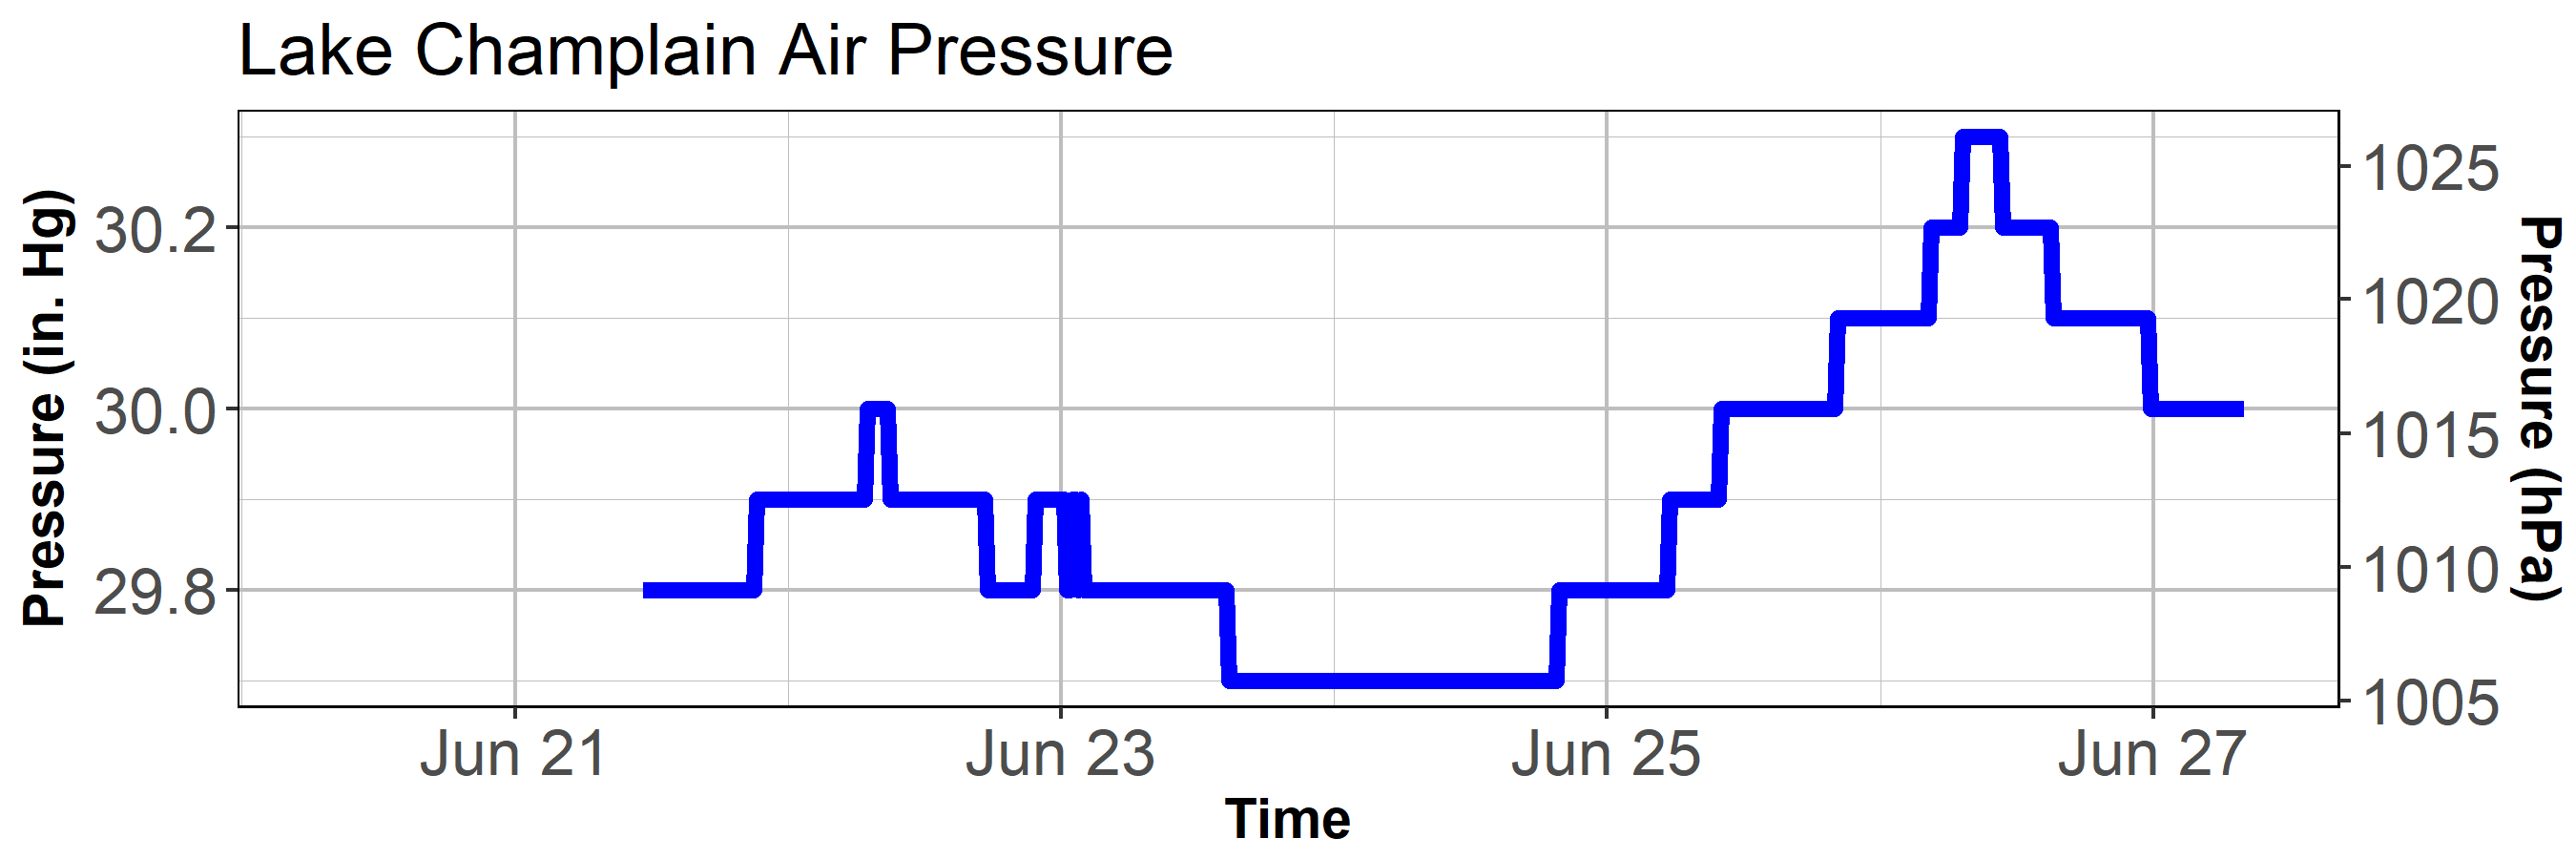 Lake Champlain Air Pressure
Pressure (in. Hg)
30.2
30.0
29.8
1025
1020
1015
1010
1005
Pressure (hPa)
Jun 21
Jun 23
Jun 25
Jun 27
Time